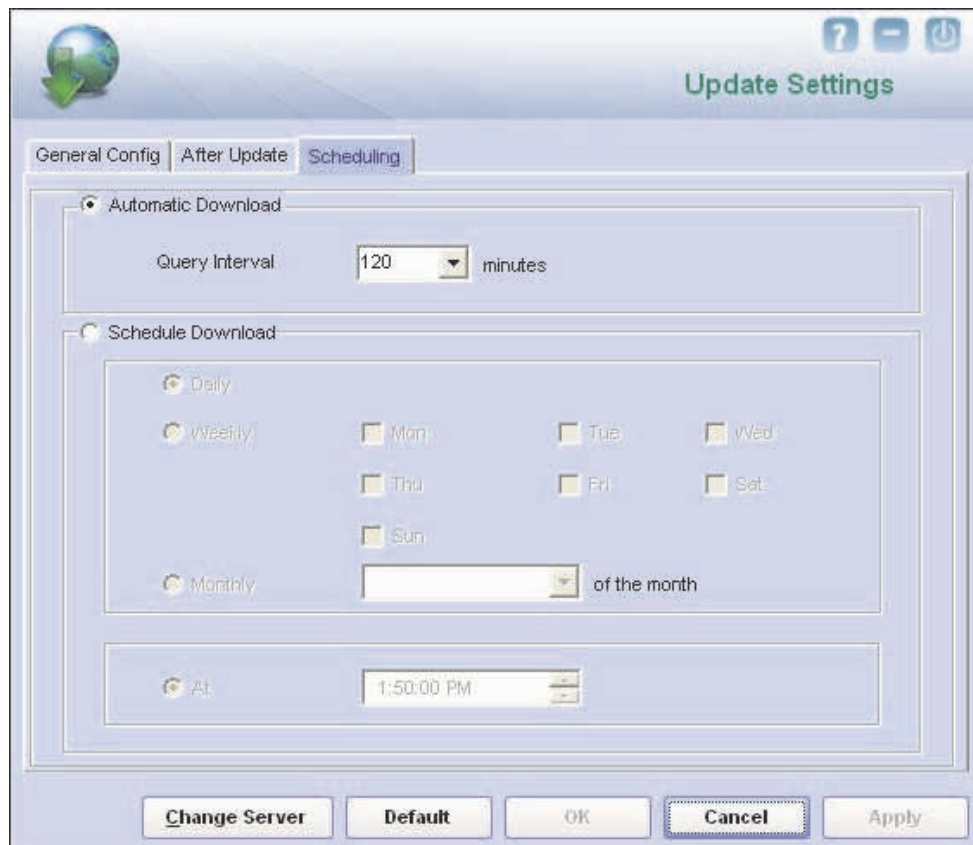 ?
Update Settings
General Config After Update Scheduling
Automatic Download
Query Interval 120 minutes
Schedule Download
Daily
Weekly Mon Tue Wed
Thu Fri Sat
Sun
Monthly of the month
At 1:50:00 PM
Change Server Default OK Cancel Apply